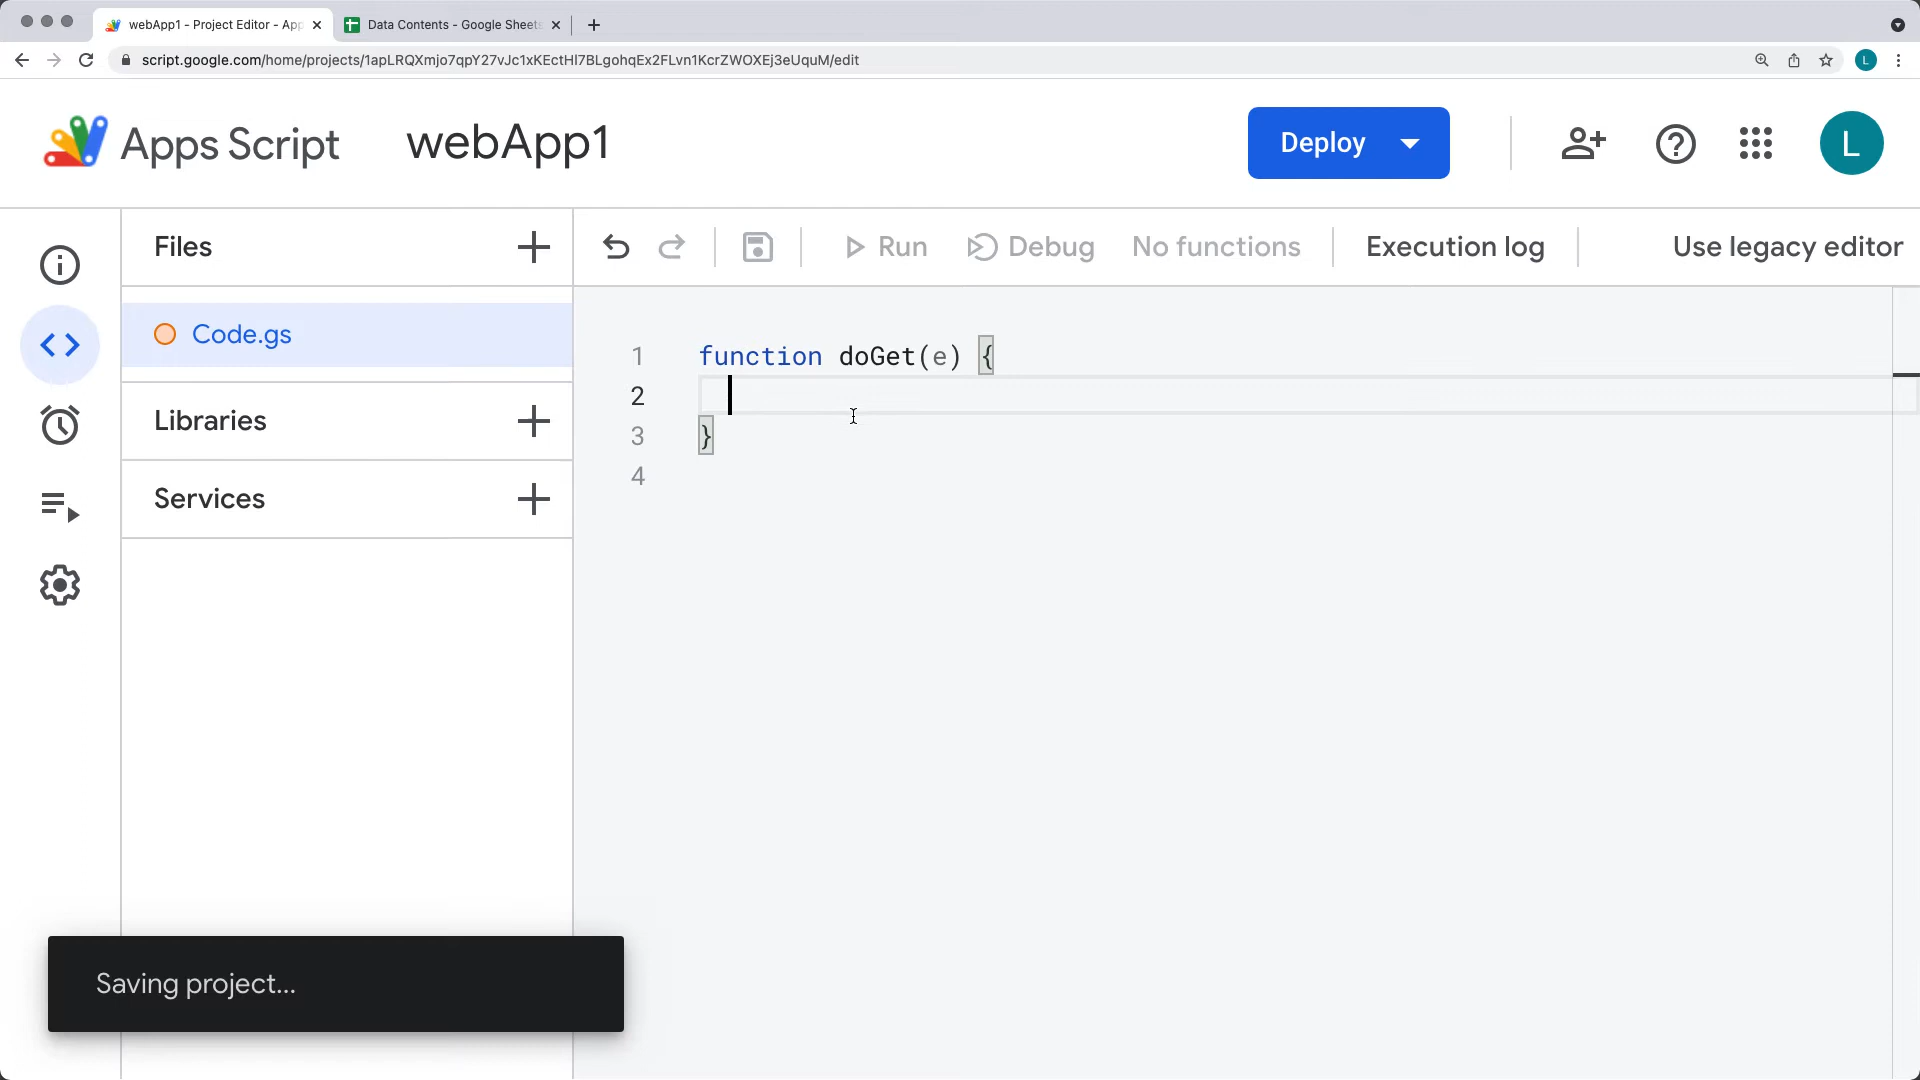 webApp1 - Project Editor - App
Data Contents - Google Sheets
script.google.com/home/projects/1apLRQXmjo7qpY27vJc1xKEctHl7BLgohqEx2FLvn1KcrZWOXEj3eUquM/edit
L
Apps Script
webApp1
Deploy
L
Files
Run
Debug
No functions
Execution log
Use legacy editor
Code.gs
Libraries
Services
1 function doGet(e) {
2
3 }
4
Saving project...